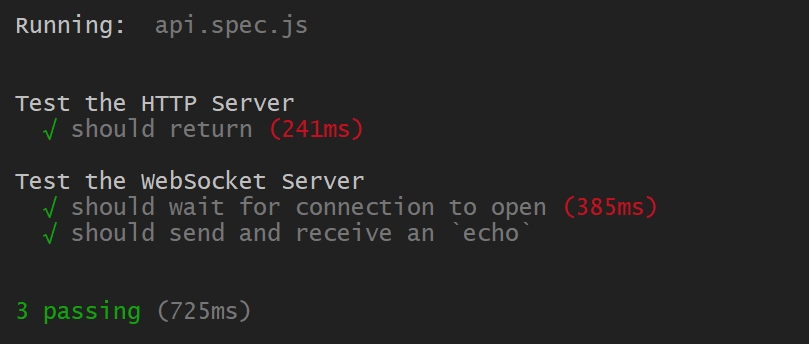 Running:  api.spec.js
Test the HTTP Server
√ should return (241ms)
Test the WebSocket Server
√ should wait for connection to open (385ms)
√ should send and receive an `echo`
3 passing (725ms)